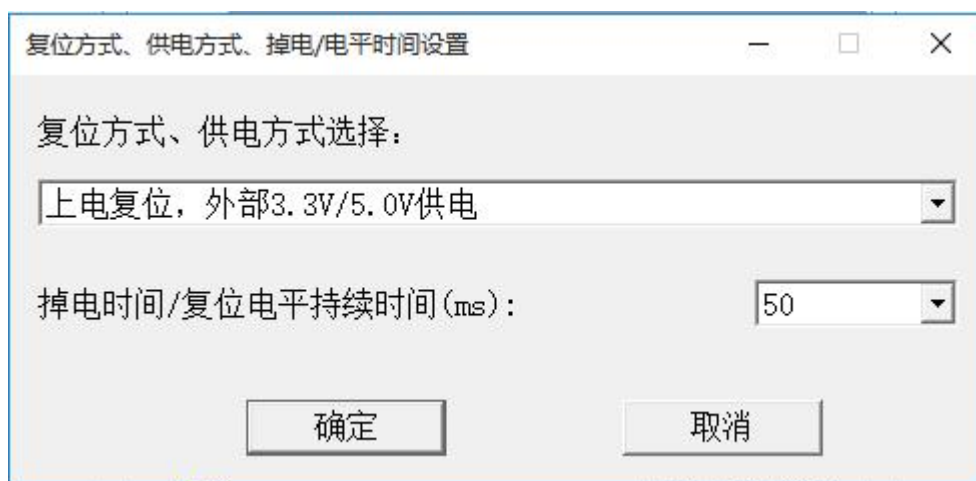 复位方式、供电方式、掉电/电平时间设置
复位方式、供电方式选择:
上电复位，外部3.3V/5.0V供电
掉电时间/复位电平持续时间(ms):
50
确定
取消